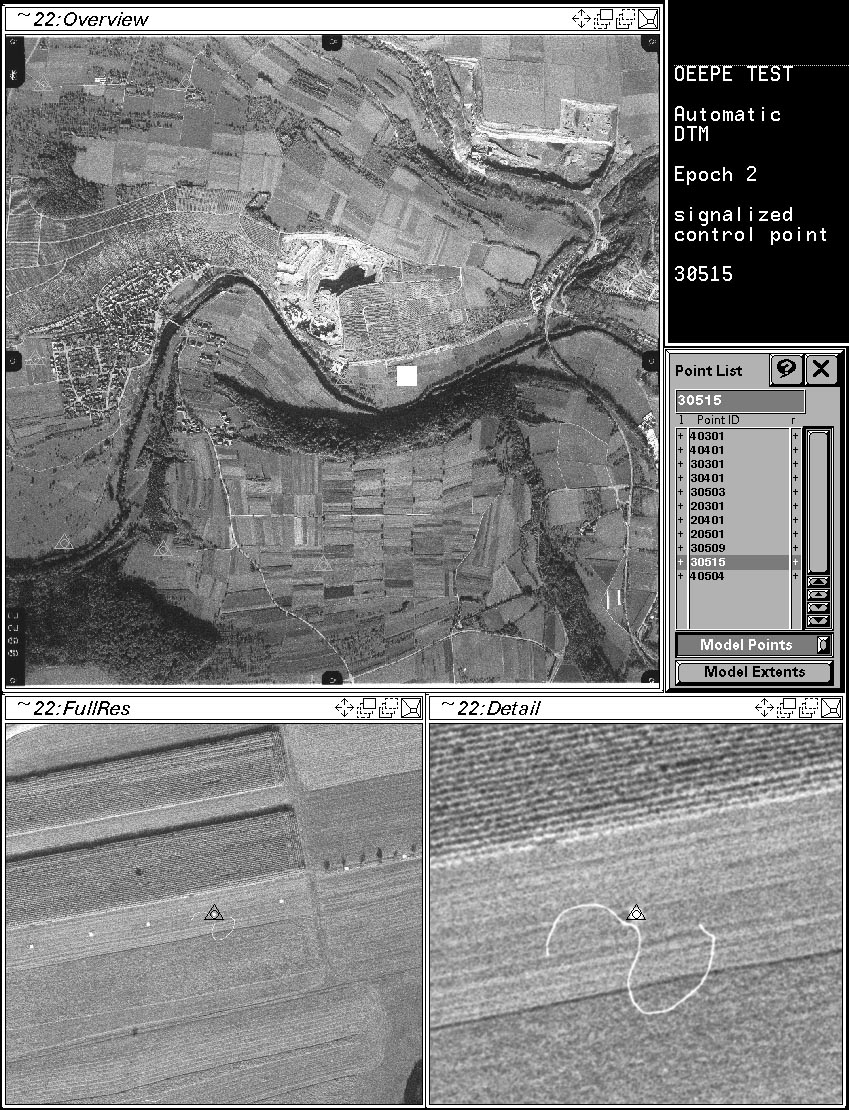 ~22:Overview
OEEPE TEST
Automatic
DTM
Epoch 2
signalized
control point
30515
Point List
30515
l Point ID r
+ 40301 +
+ 40401 +
+ 30301 +
+ 30401 +
+ 30503 +
+ 20301 +
+ 20401 +
+ 20501 +
+ 30509 +
+ 30515 +
+ 40504 +
Model Points
Model Extents
~22:FullRes
~22:Detail